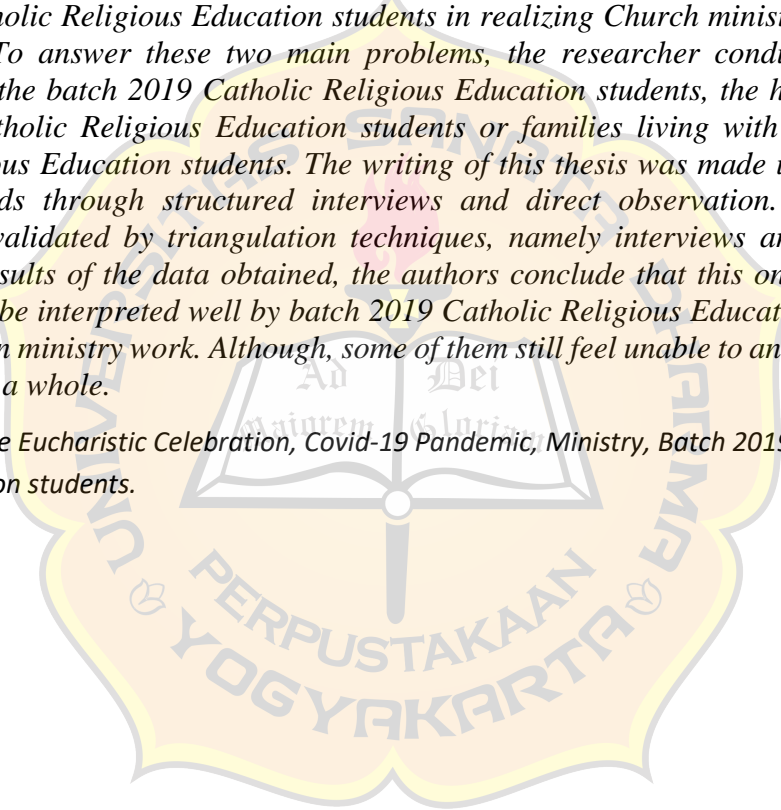 holic Religious Education students in realizing Church minist
To answer these two main problems, the researcher condi
the batch 2019 Catholic Religious Education students, the h
tholic Religious Education students or families living with
ous Education students. The writing of this thesis was made u
ds through structured interviews and direct observation.
validated by triangulation techniques, namely interviews an
sults of the data obtained, the authors conclude that this on
be interpreted well by batch 2019 Catholic Religious Educat
n ministry work. Although, some of them still feel unable to an
a whole.
e Eucharistic Celebration, Covid-19 Pandemic, Ministry, Batch 2019
on students.
UNIVERSITAS SANATA DHARMA
Ad Dei
Maiorem Gloriam
PERPUSTAKAAN
YOGYAKARTA